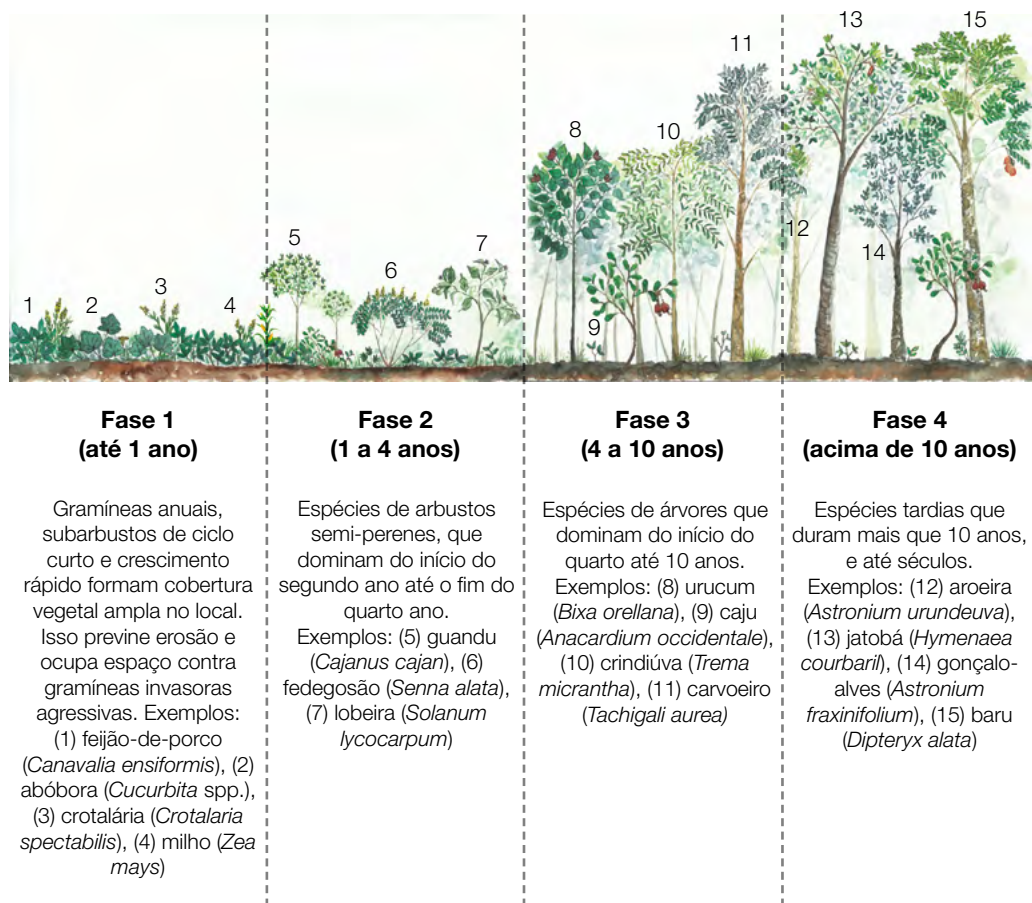 1
2
3
4
5
6
7
8
9
10
11
12
13
14
15
Fase 1
(até 1 ano)
Gramíneas anuais,
subarbustos de ciclo
curto e crescimento
rápido formam cobertura
vegetal ampla no local.
Isso previne erosão e
ocupa espaço contra
gramíneas invasoras
agressivas. Exemplos:
(1) feijão-de-porco
(Canavalia ensiformis), (2)
abóbora (Cucurbita spp.),
(3) crotalária (Crotalaria
spectabilis), (4) milho (Zea
mays)
Fase 2
(1 a 4 anos)
Espécies de arbustos
semi-perenes, que
dominam do início do
segundo ano até o fim do
quarto ano.
Exemplos: (5) guandu
(Cajanus cajan), (6)
fedegosão (Senna alata),
(7) lobeira (Solanum
lycocarpum)
Fase 3
(4 a 10 anos)
Espécies de árvores que
dominam do início do
quarto até 10 anos.
Exemplos: (8) urucum
(Bixa orellana), (9) caju
(Anacardium occidentale),
(10) crindiúva (Trema
micrantha), (11) carvoeiro
(Tachigali aurea)
Fase 4
(acima de 10 anos)
Espécies tardias que
duram mais que 10 anos,
e até séculos.
Exemplos: (12) aroeira
(Astronium urundeuva),
(13) jatobá (Hymenaea
courbaril), (14) gonçalo-
alves (Astronium
fraxinifolium), (15) baru
(Dipteryx alata)